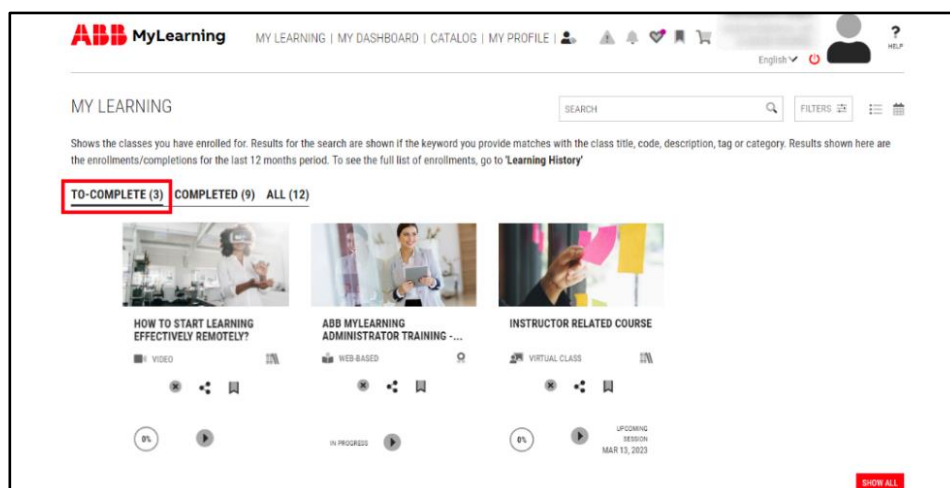 ABB MyLearning
MY LEARNING | MY DASHBOARD | CATALOG | MY PROFILE |
?
HELP
English
MY LEARNING
SEARCH
FILTERS
Shows the classes you have enrolled for. Results for the search are shown if the keyword you provide matches with the class title, code, description, tag or category. Results shown here are
the enrollments/completions for the last 12 months period. To see the full list of enrollments, go to 'Learning History'
TO-COMPLETE (3) COMPLETED (9) ALL (12)
HOW TO START LEARNING
EFFECTIVELY REMOTELY?
VIDEO
0%
ABB MYLEARNING
ADMINISTRATOR TRAINING -...
WEB-BASED
IN PROGRESS
INSTRUCTOR RELATED COURSE
VIRTUAL CLASS
0%
UPCOMING
SESSION
MAR 13, 2023
SHOW ALL